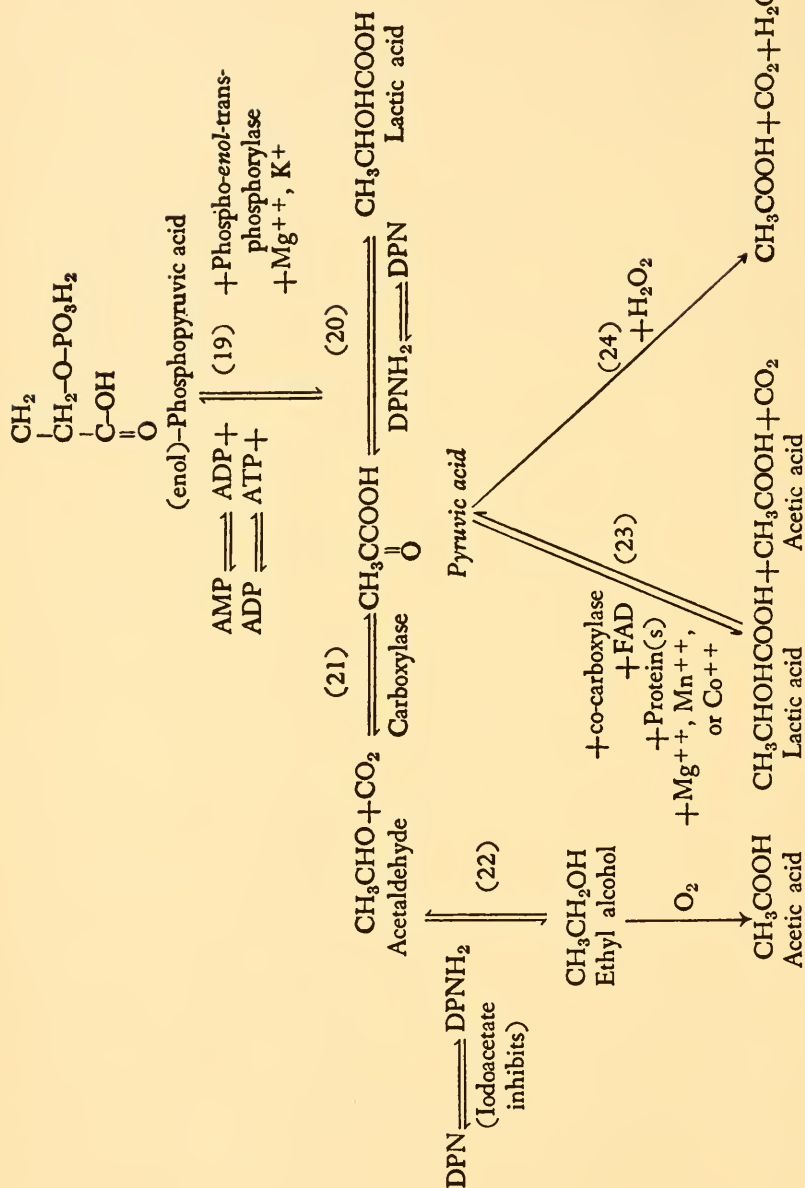 CH₂
CH₂–O–PO₃H₂
C–OH
O
(enol)–Phosphopyruvic acid
AMP ⇌ ADP+
ADP ⇌ ATP+
(19) +Phospho-enol-trans-
phosphorylase
+Mg++, K+
(21)
(20)
CH₃CHO+CO₂ ⇌ CH₃CCOOH ⇌ CH₃CHOHCOOH
Acetaldehyde
Carboxylase
O
DPNH₂ ⇌ DPN
Lactic acid
Pyruvic acid
DPN ⇌ DPNH₂
(Iodoacetate
inhibits)
(22)
CH₃CH₂OH
Ethyl alcohol
O₂
CH₃COOH
Acetic acid
+co-carboxylase
+FAD
+Protein(s)
+Mg++, Mn++,
or Co++
(23)
CH₃CHOHCOOH+CH₃COOH+CO₂
Lactic acid
Acetic acid
(24)
+H₂O₂
CH₃COOH+CO₂+H₂O